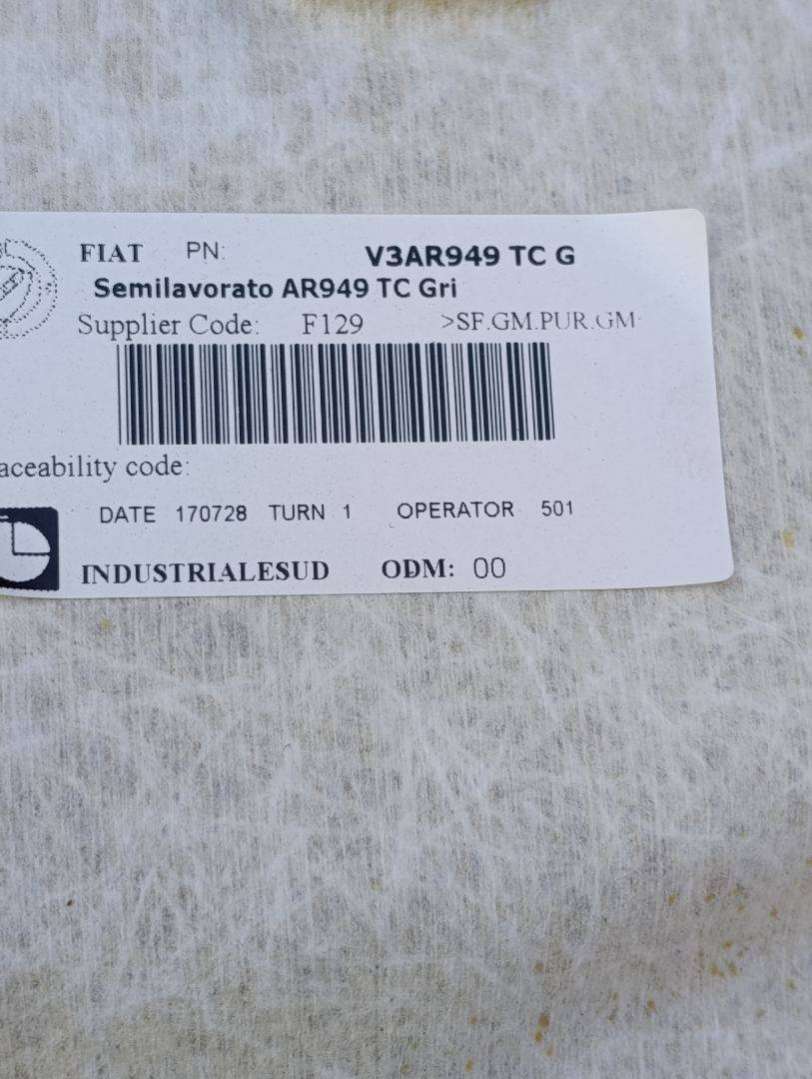 FIAT PN: V3AR949 TC G
Semilavorato AR949 TC Gri
Supplier Code: F129 >SF.GM.PUR.GM
aceability code:
DATE 170728 TURN 1 OPERATOR 501
INDUSTRIALESUD ODM: 00